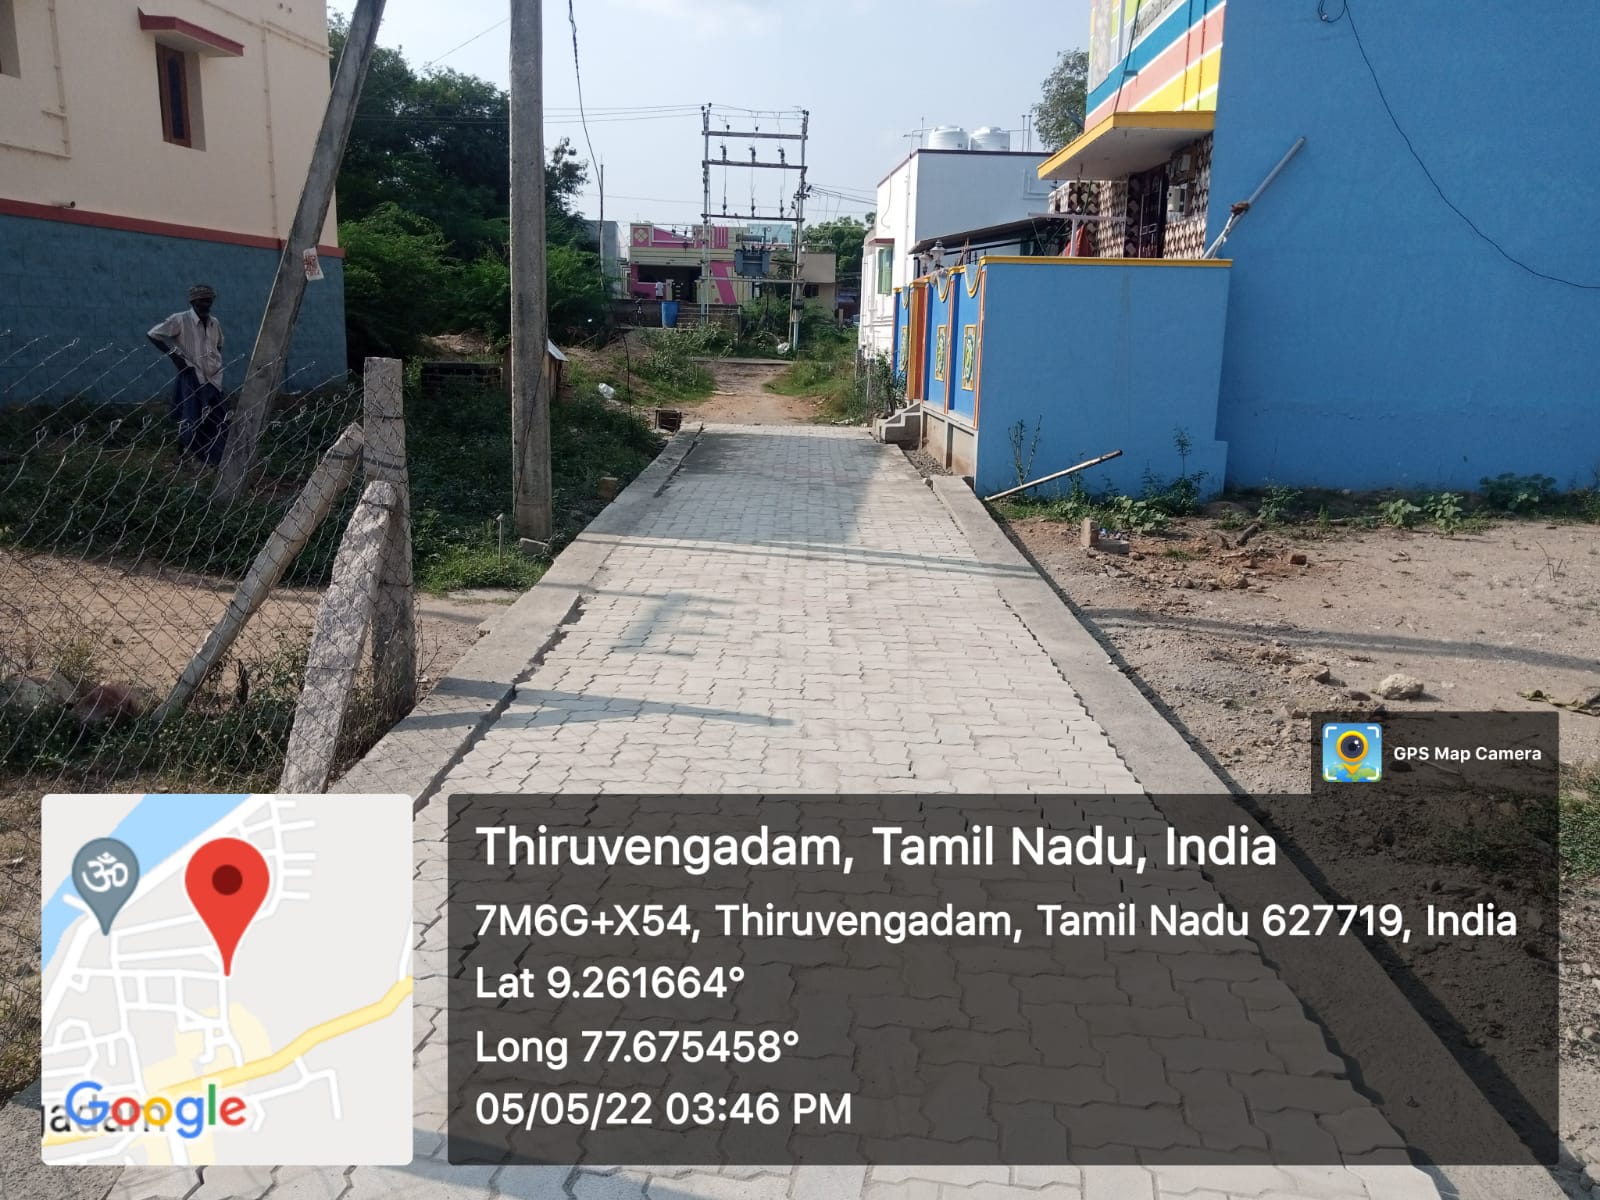 GPS Map Camera
Thiruvengadam, Tamil Nadu, India
7M6G+X54, Thiruvengadam, Tamil Nadu 627719, India
Lat 9.261664°
Long 77.675458°
05/05/22 03:46 PM
ॐ
gadam
Google